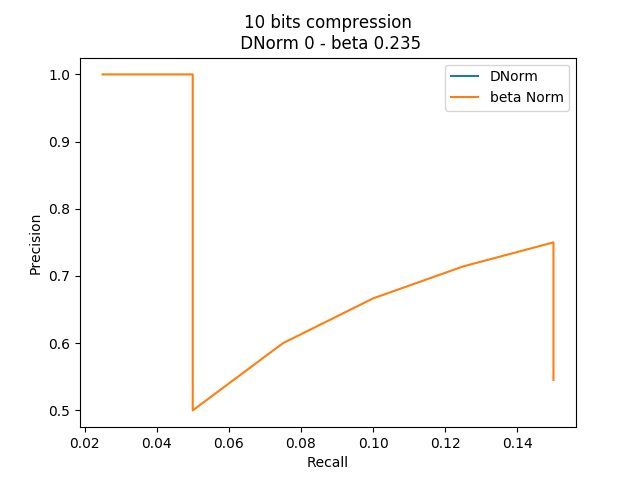 10 bits compression
DNorm 0 - beta 0.235
DNorm
beta Norm
1.0
0.9
0.8
0.7
0.6
0.5
Precision
0.02
0.04
0.06
0.08
0.10
0.12
0.14
Recall